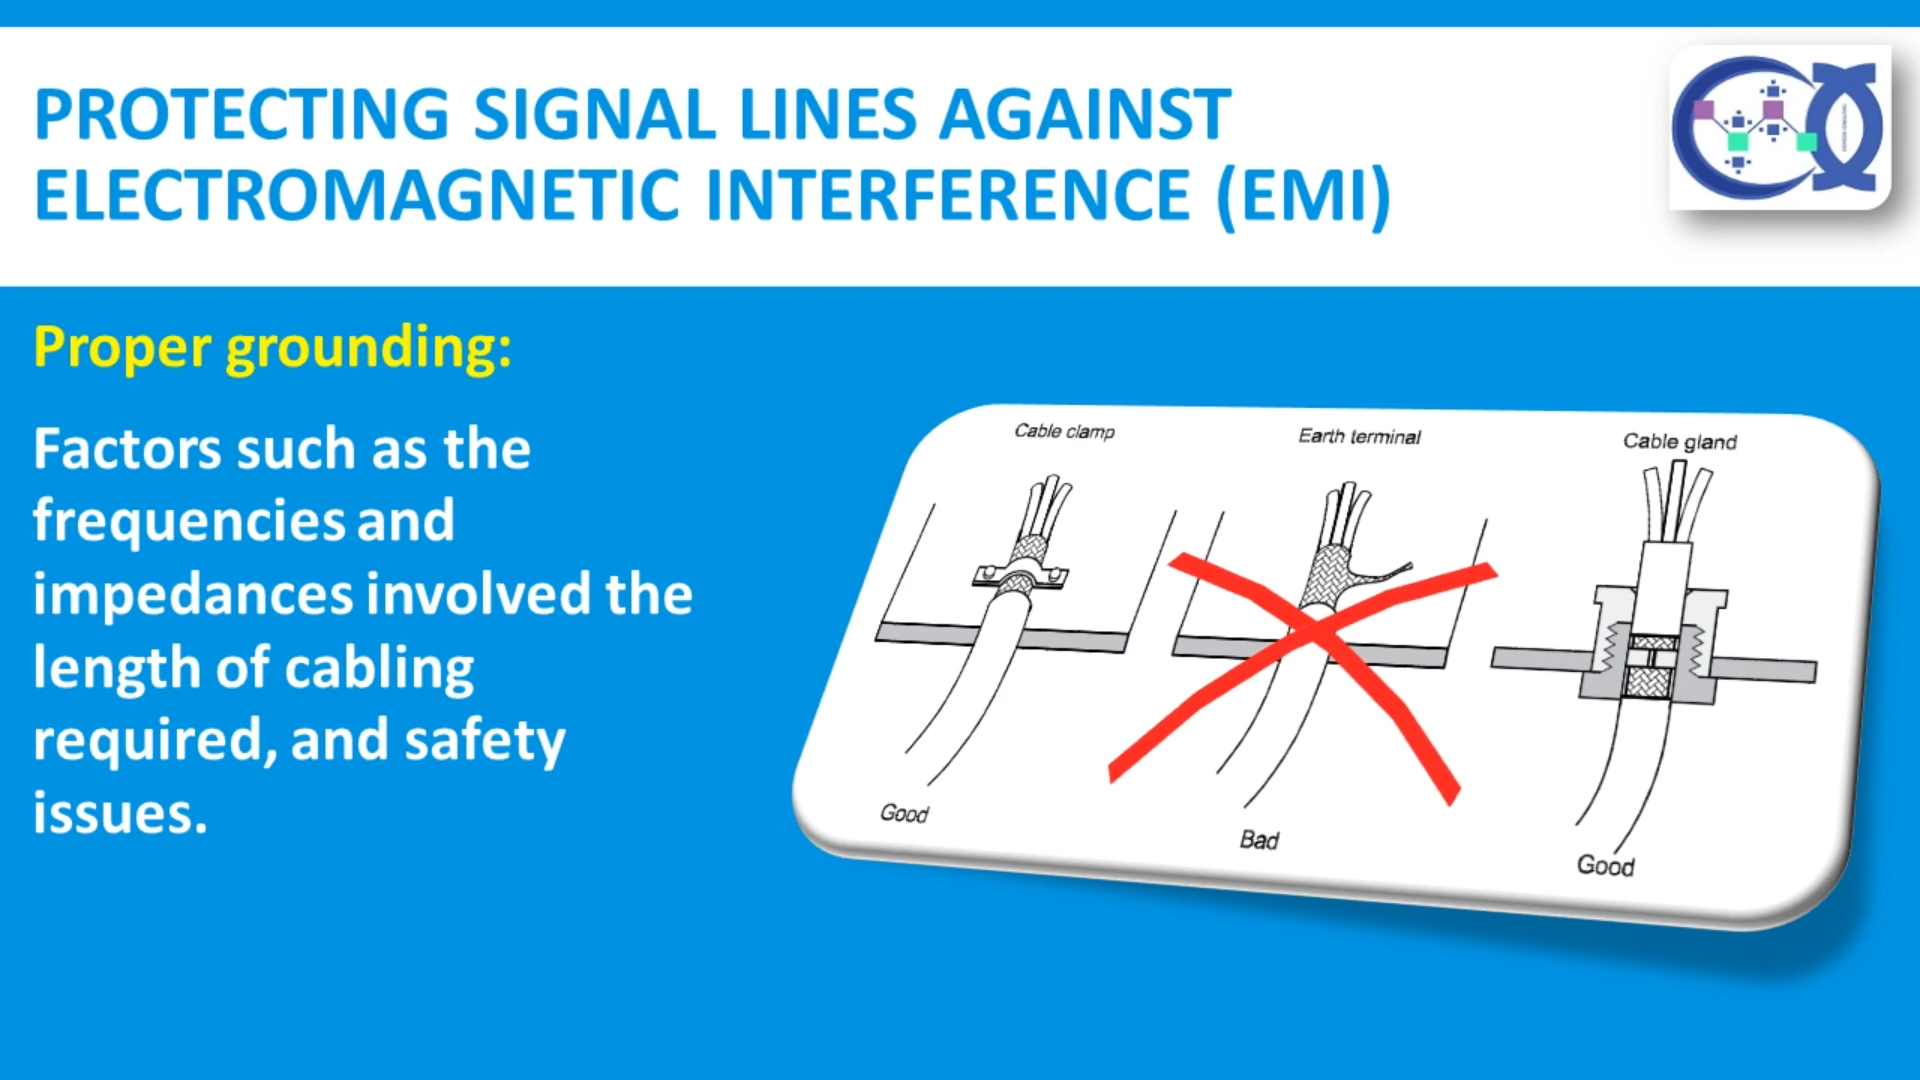 PROTECTING SIGNAL LINES AGAINST
ELECTROMAGNETIC INTERFERENCE (EMI)
Proper grounding:
Factors such as the
frequencies and
impedances involved the
length of cabling
required, and safety
issues.
Cable clamp
Earth terminal
Cable gland
Good
Bad
Good